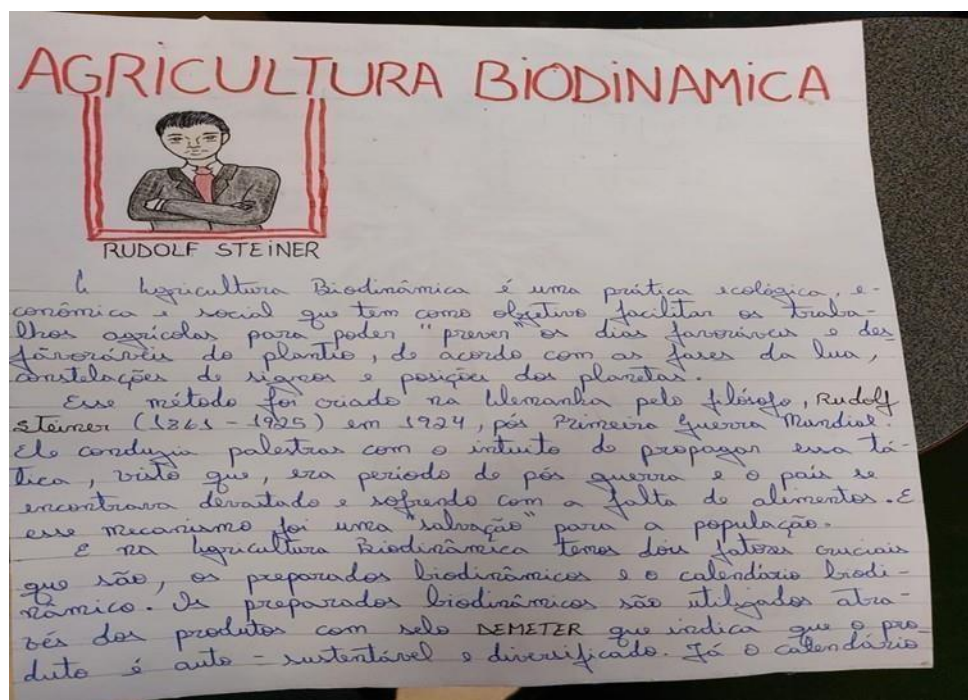 AGRICULTURA BIODINAMICA
RUDOLF STEINER
A Agricultura Biodinâmica é uma prática ecológica, e-
conômica e social que tem como objetivo facilitar os traba-
lhos agrícolas para poder "prever" os dias favoráveis e des
favoráveis do plantio, de acordo com as fases da lua,
constelações de signos e posições dos planetas.
Esse método foi criado na Alemanha pelo filósofo, Rudolf
Steiner (1861 - 1925) em 1924, pós Primeira Guerra Mundial.
Ele conduzia palestras com o intuito de propagar essa tá-
tica, visto que, era período de pós guerra e o país se
encontrava devastado e sofrendo com a falta de alimentos. E
esse mecanismo foi uma "salvação" para a população.
E na Agricultura Biodinâmica temos dois fatores cruciais
que são, os preparados biodinâmicos e o calendário biodi-
nâmico. Os preparados biodinâmicos são utilizados atra-
vés dos produtos com selo DEMETER que indica que o pro-
duto é auto-sustentável e diversificado. Já o calendário